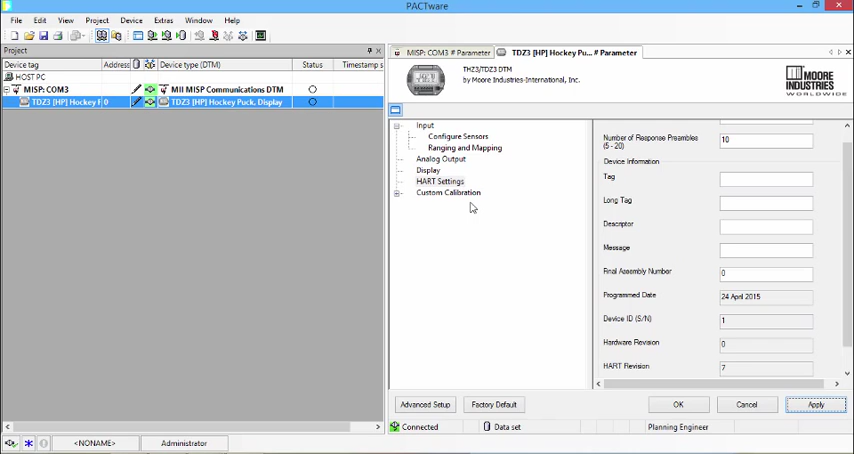 PACTware
File Edit View Project Device Extras Window Help
Project
Device tag Address Device type (DTM) Status Timestamp s
HOST PC
MISP: COM3 MII MISP Communications DTM
TDZ3 [HP] Hockey F 0 TDZ3 [HP] Hockey Puck, Display
<NONAME> Administrator
MISP: COM3 # Parameter TDZ3 [HP] Hockey Pu... # Parameter
THZ3/TDZ3 DTM
by Moore Industries-International, Inc.
MOORE
INDUSTRIES
WORLDWIDE
Input
Configure Sensors
Ranging and Mapping
Analog Output
Display
HART Settings
Custom Calibration
Number of Response Preambles
(5 - 20)
10
Device Information
Tag
Long Tag
Descriptor
Message
Final Assembly Number 0
Programmed Date 24 April 2015
Device ID (S/N) 1
Hardware Revision 0
HART Revision 7
Advanced Setup Factory Default OK Cancel Apply
Connected Data set Planning Engineer